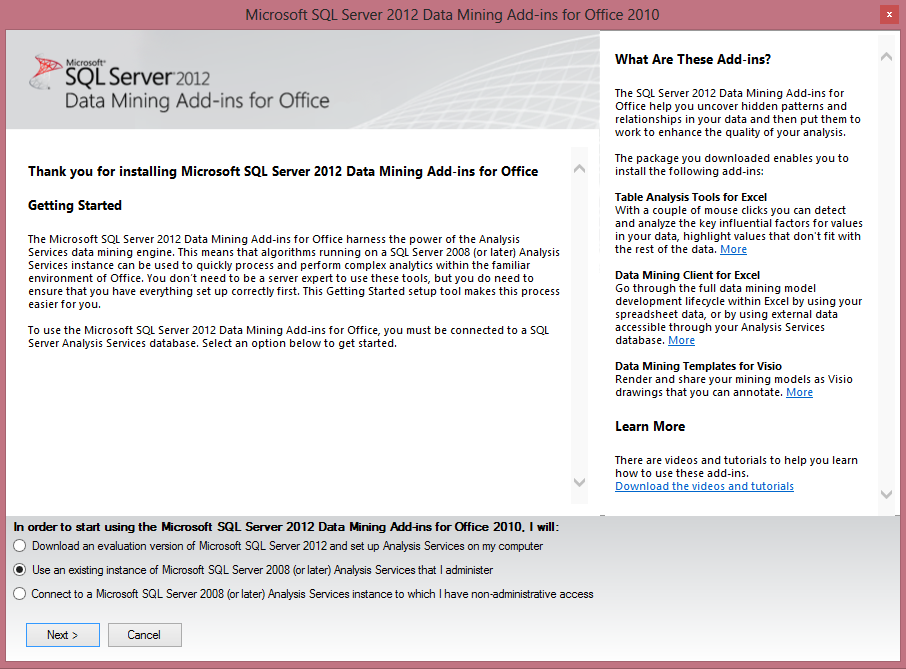 Microsoft SQL Server 2012 Data Mining Add-ins for Office 2010
x
Microsoft®
SQL Server® 2012
Data Mining Add-ins for Office
Thank you for installing Microsoft SQL Server 2012 Data Mining Add-ins for Office
Getting Started
The Microsoft SQL Server 2012 Data Mining Add-ins for Office harness the power of the Analysis
Services data mining engine. This means that algorithms running on a SQL Server 2008 (or later) Analysis
Services instance can be used to quickly process and perform complex analytics within the familiar
environment of Office. You don't need to be a server expert to use these tools, but you do need to
ensure that you have everything set up correctly first. This Getting Started setup tool makes this process
easier for you.
To use the Microsoft SQL Server 2012 Data Mining Add-ins for Office, you must be connected to a SQL
Server Analysis Services database. Select an option below to get started.
What Are These Add-ins?
The SQL Server 2012 Data Mining Add-ins for
Office help you uncover hidden patterns and
relationships in your data and then put them to
work to enhance the quality of your analysis.
The package you downloaded enables you to
install the following add-ins:
Table Analysis Tools for Excel
With a couple of mouse clicks you can detect
and analyze the key influential factors for values
in your data, highlight values that don't fit with
the rest of the data. More
Data Mining Client for Excel
Go through the full data mining model
development lifecycle within Excel by using your
spreadsheet data, or by using external data
accessible through your Analysis Services
database. More
Data Mining Templates for Visio
Render and share your mining models as Visio
drawings that you can annotate. More
Learn More
There are videos and tutorials to help you learn
how to use these add-ins.
Download the videos and tutorials
In order to start using the Microsoft SQL Server 2012 Data Mining Add-ins for Office 2010, I will:
Download an evaluation version of Microsoft SQL Server 2012 and set up Analysis Services on my computer
Use an existing instance of Microsoft SQL Server 2008 (or later) Analysis Services that I administer
Connect to a Microsoft SQL Server 2008 (or later) Analysis Services instance to which I have non-administrative access
Next >
Cancel